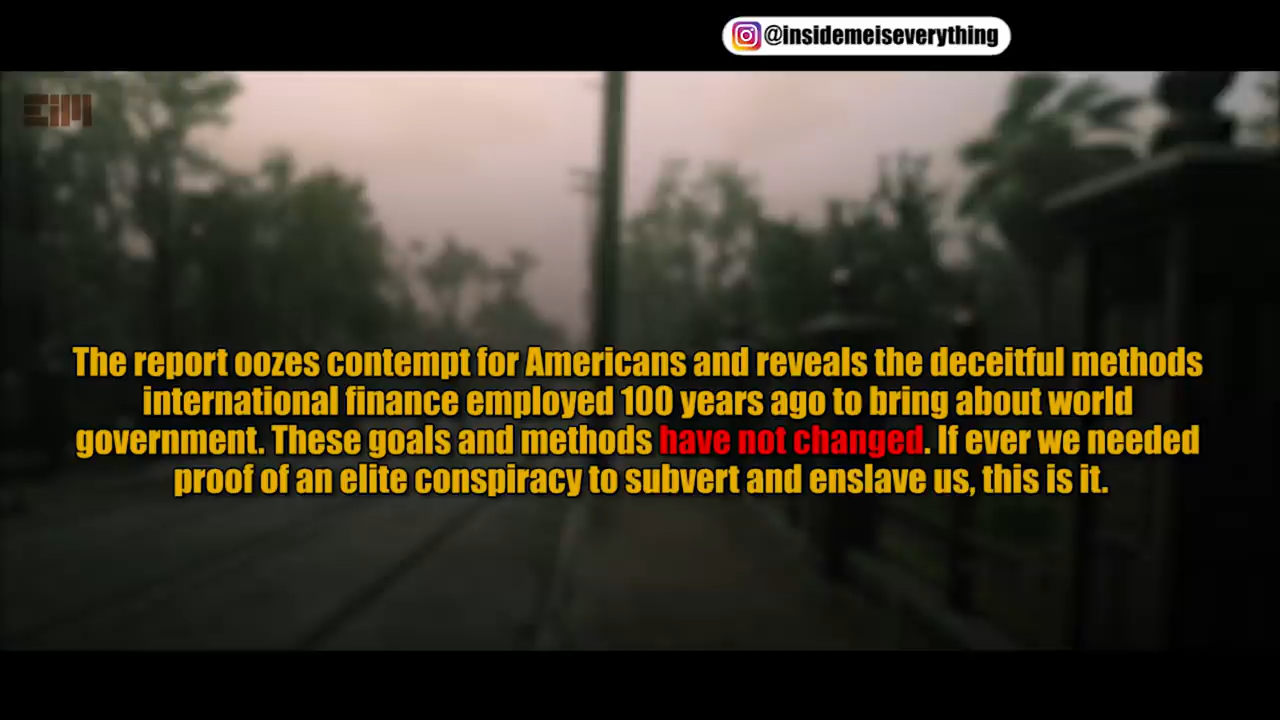 @insidemeiseverything
EIM
The report oozes contempt for Americans and reveals the deceitful methods
international finance employed 100 years ago to bring about world
government. These goals and methods have not changed. If ever we needed
proof of an elite conspiracy to subvert and enslave us, this is it.